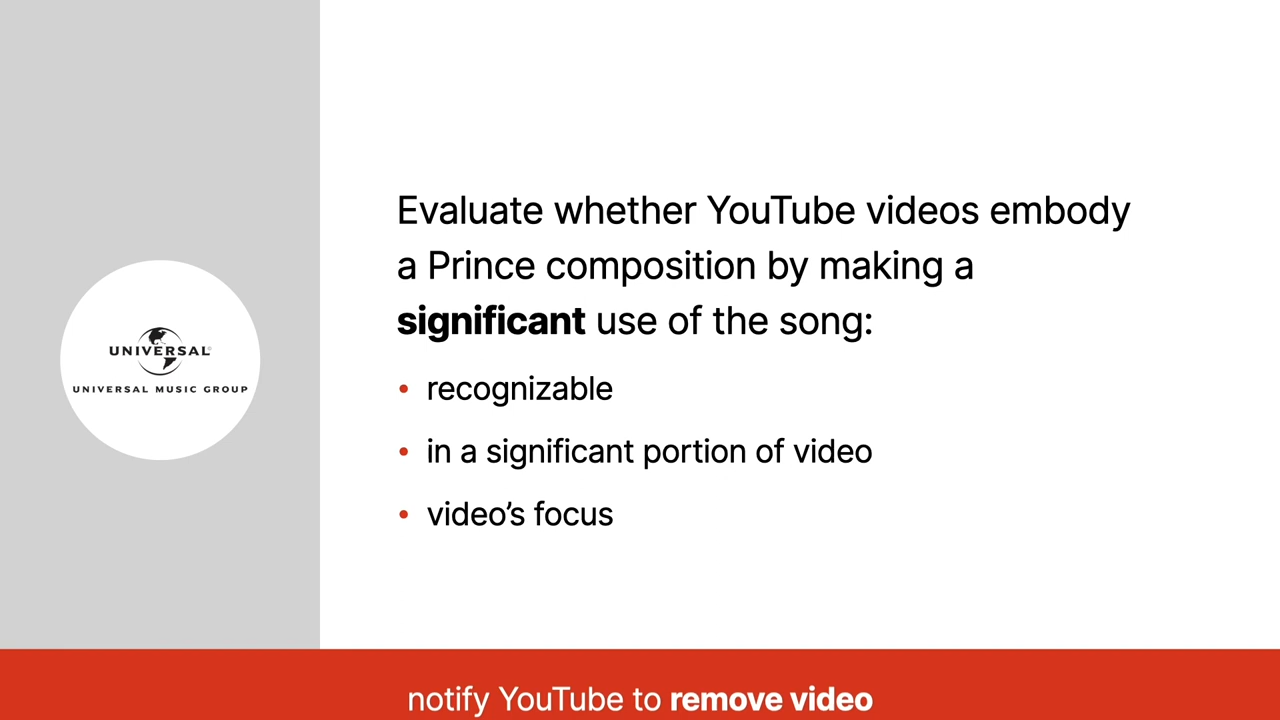 UNIVERSAL
UNIVERSAL MUSIC GROUP
Evaluate whether YouTube videos embody
a Prince composition by making a
significant use of the song:
• recognizable
• in a significant portion of video
• video’s focus
notify YouTube to remove video